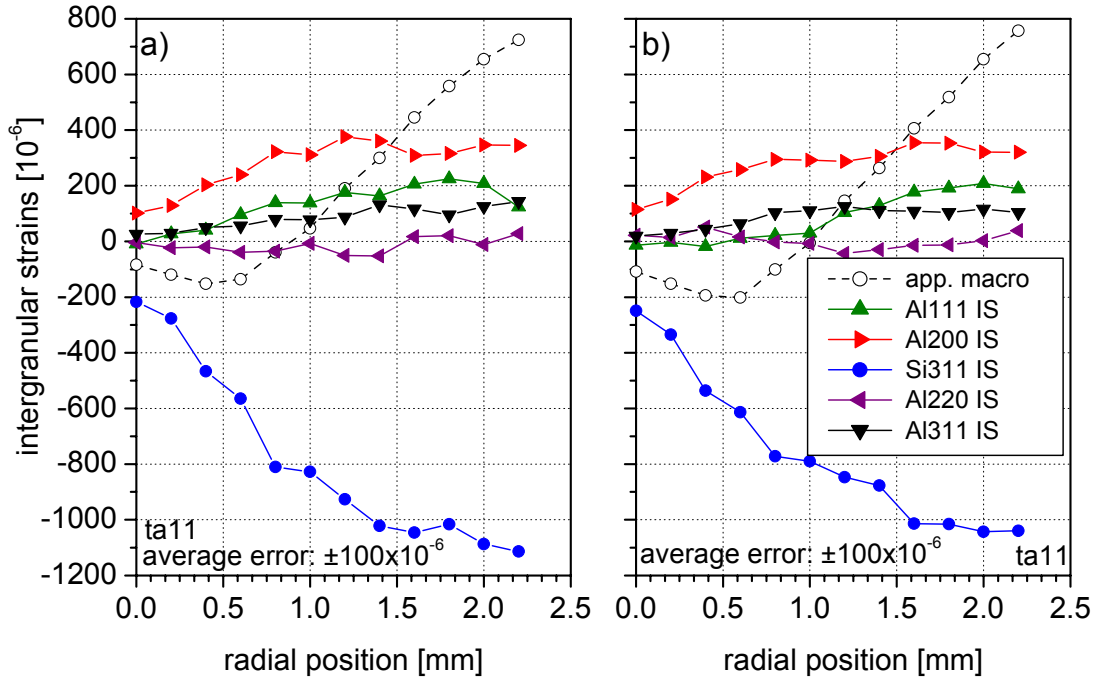 a)
b)
800
600
400
200
0
-200
-400
-600
-800
-1000
-1200
intergranular strains [10⁻⁶]
app. macro
Al111 IS
Al200 IS
Si311 IS
Al220 IS
Al311 IS
ta11
average error: ±100x10⁻⁶
average error: ±100x10⁻⁶ ta11
0.0 0.5 1.0 1.5 2.0 2.5
0.0 0.5 1.0 1.5 2.0 2.5
radial position [mm]
radial position [mm]